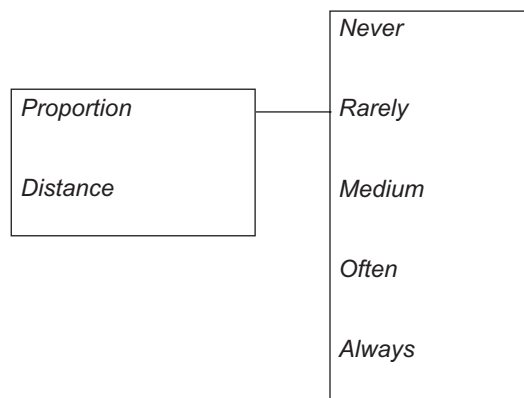 Proportion
Distance
Never
Rarely
Medium
Often
Always